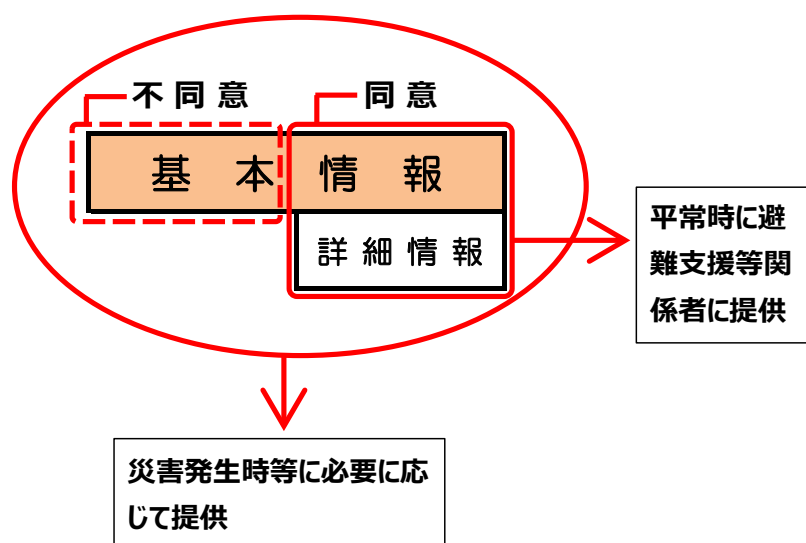 不同意
同意
基本情報
詳細情報
平常時に避
難支援等関
係者に提供
災害発生時等に必要に応
じて提供